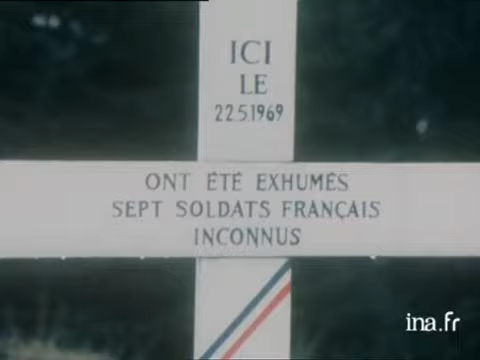 ICI
LE
22.5.1969
ONT ÉTÉ EXHUMÉS
SEPT SOLDATS FRANÇAIS
INCONNUS
ina.fr